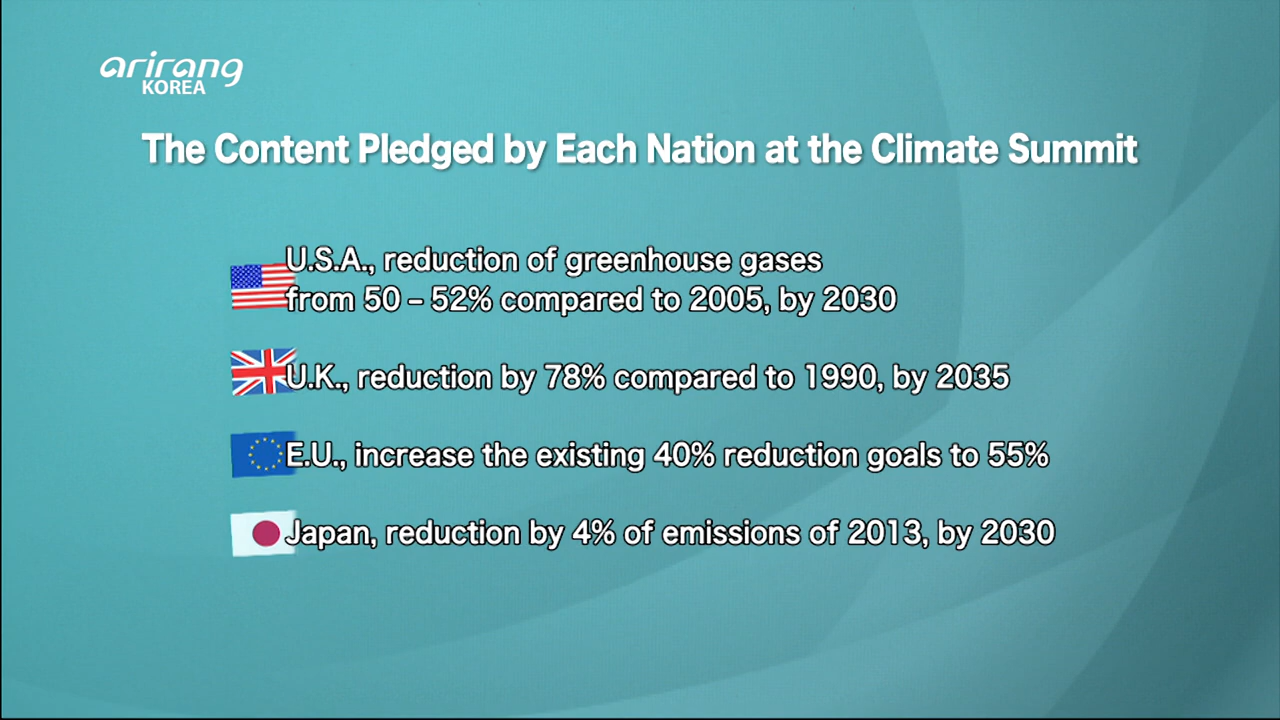 arirang
KOREA
The Content Pledged by Each Nation at the Climate Summit
U.S.A., reduction of greenhouse gases
from 50 – 52% compared to 2005, by 2030
U.K., reduction by 78% compared to 1990, by 2035
E.U., increase the existing 40% reduction goals to 55%
Japan, reduction by 4% of emissions of 2013, by 2030